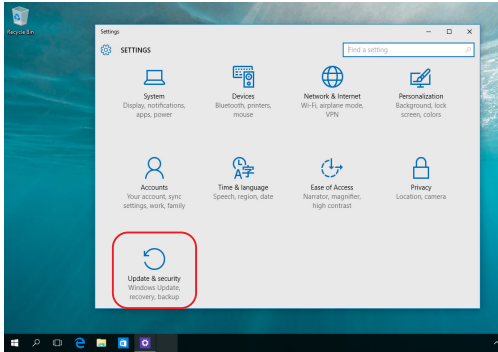 Recycle Bin
Settings
SETTINGS
Find a setting
System
Display, notifications,
apps, power
Devices
Bluetooth, printers,
mouse
Network & Internet
Wi-Fi, airplane mode,
VPN
Personalization
Background, lock
screen, colors
Accounts
Your account, sync
settings, work, family
Time & language
Speech, region, date
Ease of Access
Narrator, magnifier,
high contrast
Privacy
Location, camera
Update & security
Windows Update,
recovery, backup